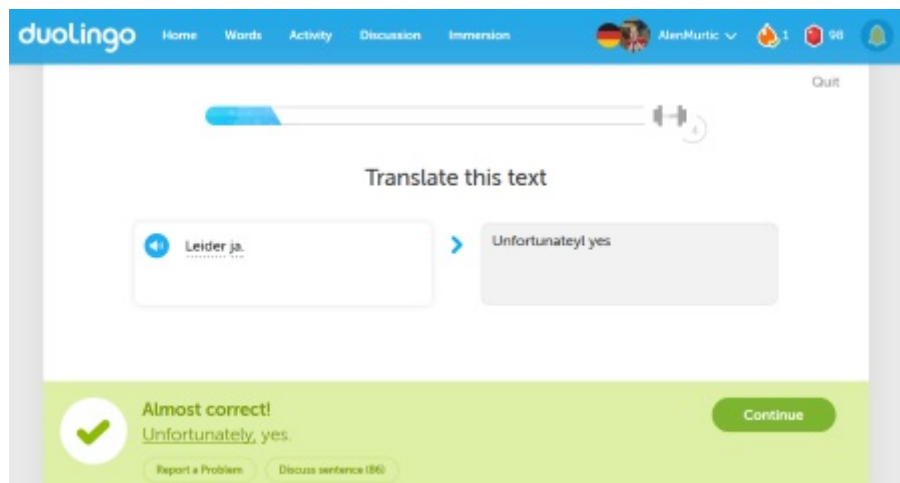 duolingo Home Words Activity Discussion Immersion AlenMurtic 1 98
Quit
4
Translate this text
Leider ja.
Unfortunateyl yes
Almost correct!
Unfortunately, yes.
Continue
Report a Problem Discuss sentence (86)